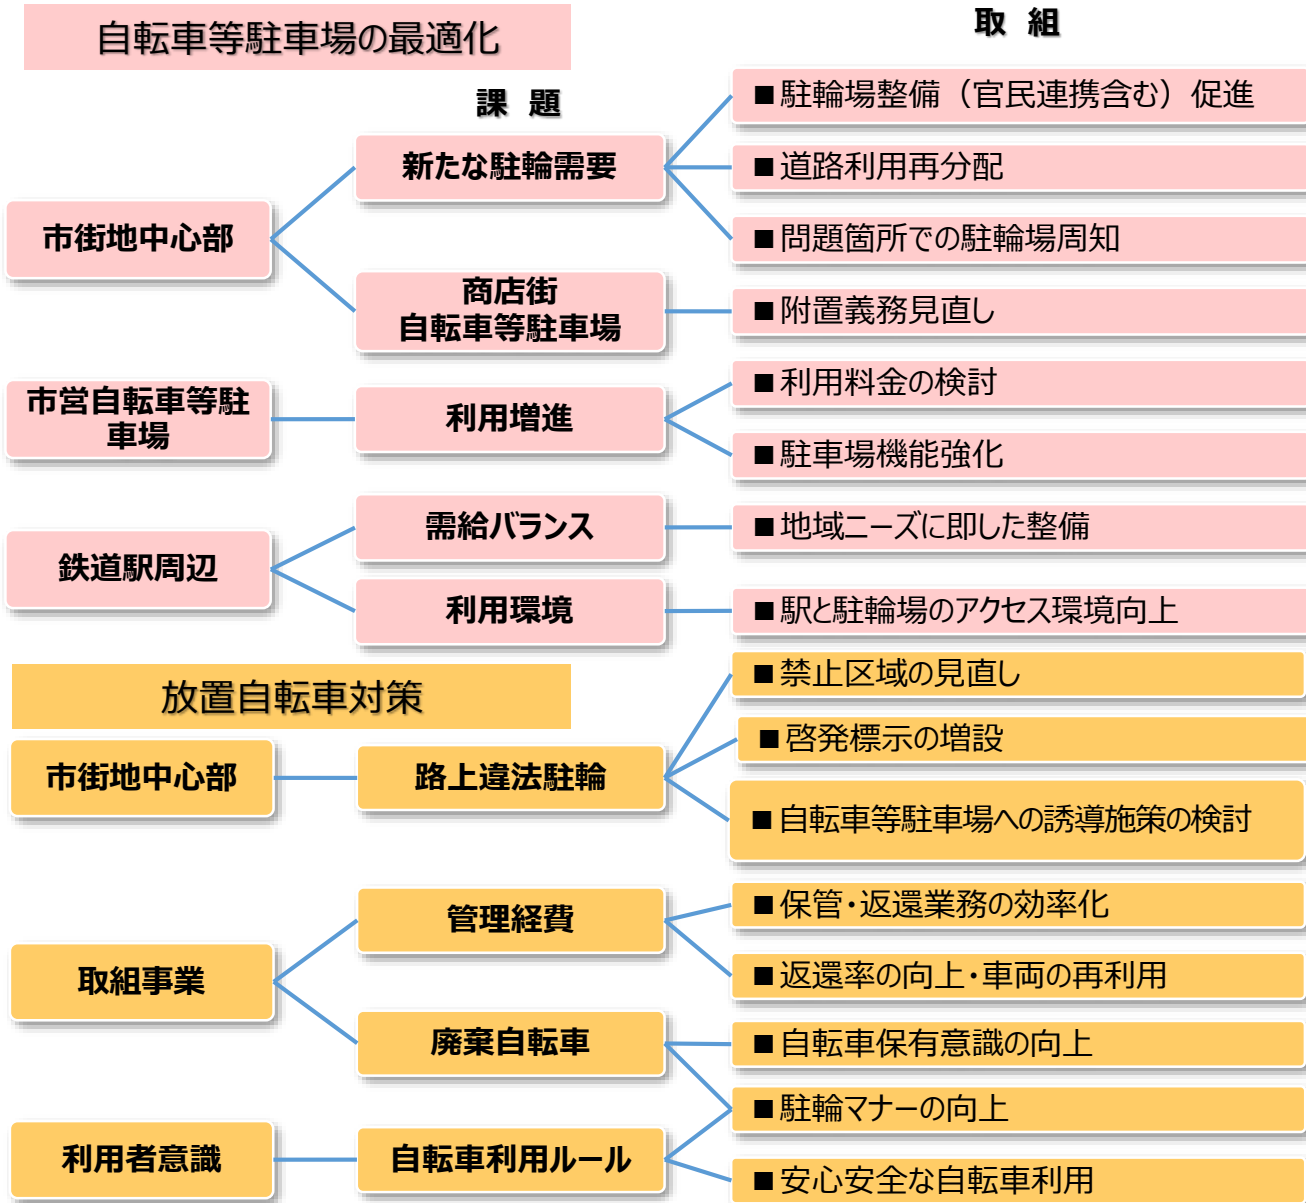 自転車等駐車場の最適化
取 組
課 題
市街地中心部
新たな駐輪需要
■駐輪場整備（官民連携含む）促進
■道路利用再分配
■問題箇所での駐輪場周知
商店街
自転車等駐車場
■附置義務見直し
市営自転車等駐
車場
利用増進
■利用料金の検討
■駐車場機能強化
鉄道駅周辺
需給バランス
■地域ニーズに即した整備
利用環境
■駅と駐輪場のアクセス環境向上
放置自転車対策
市街地中心部
路上違法駐輪
■禁止区域の見直し
■啓発標示の増設
■自転車等駐車場への誘導施策の検討
取組事業
管理経費
■保管・返還業務の効率化
■返還率の向上・車両の再利用
廃棄自転車
■自転車保有意識の向上
■駐輪マナーの向上
利用者意識
自転車利用ルール
■安心安全な自転車利用